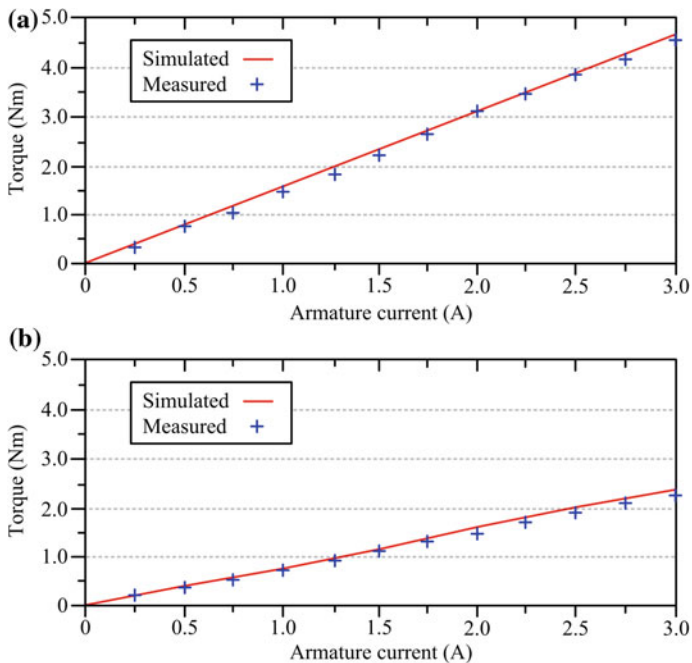 (a)
5.0
4.0
3.0
2.0
1.0
0
Torque (Nm)
Simulated
Measured
0 0.5 1.0 1.5 2.0 2.5 3.0
Armature current (A)
(b)
5.0
4.0
3.0
2.0
1.0
0
Torque (Nm)
Simulated
Measured
0 0.5 1.0 1.5 2.0 2.5 3.0
Armature current (A)